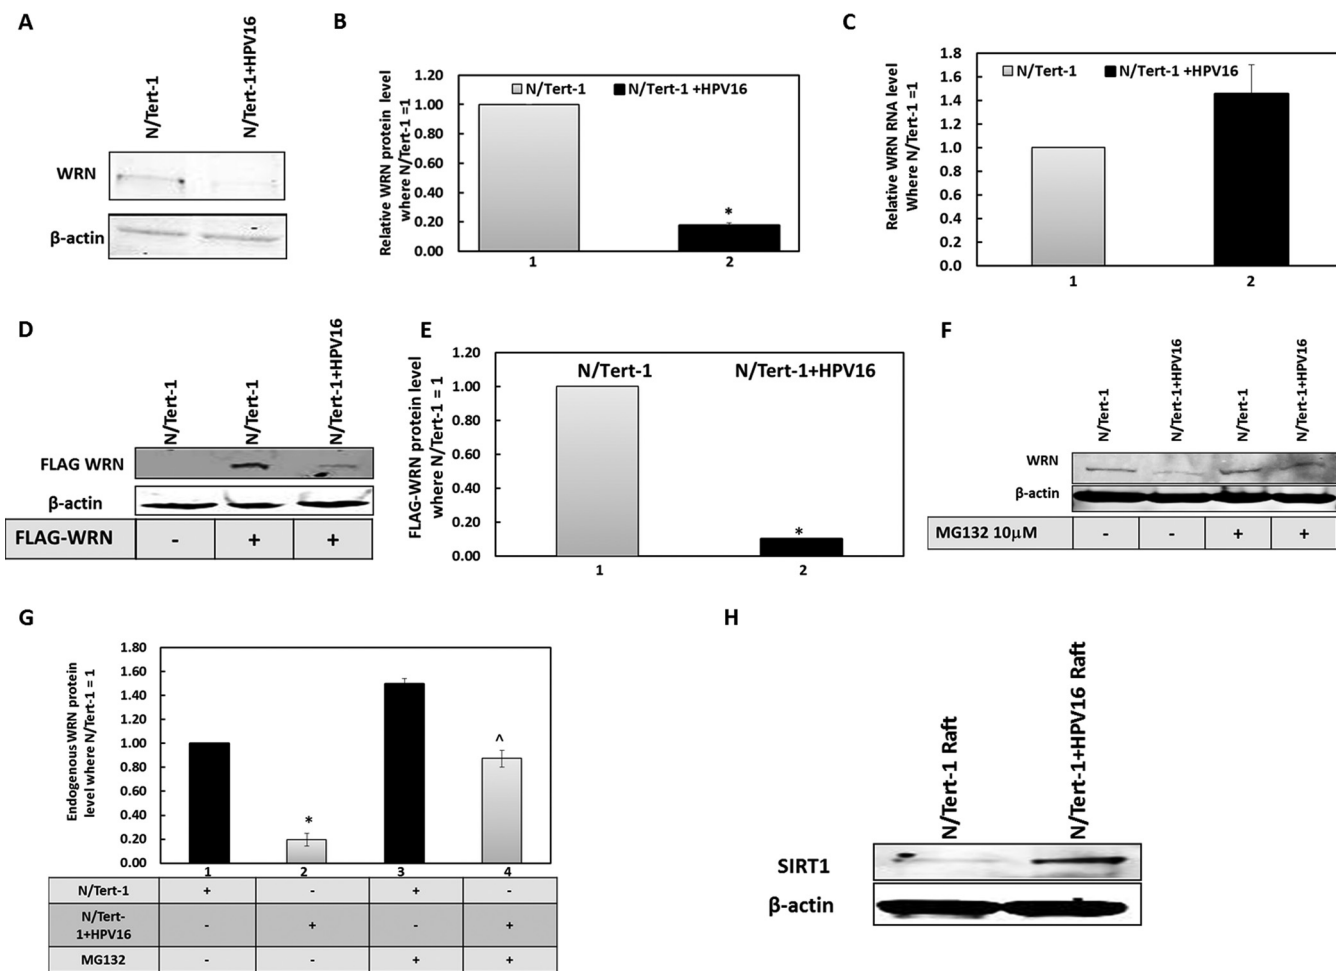 A
N/Tert-1
N/Tert-1+HPV16
WRN
β-actin
B
Relative WRN protein level
where N/Tert-1 =1
1.20
1.00
0.80
0.60
0.40
0.20
0.00
N/Tert-1
N/Tert-1 +HPV16
*
1
2
C
Relative WRN RNA level
Where N/Tert-1 =1
1.8
1.6
1.4
1.2
1.0
0.8
0.6
0.4
0.2
0.0
N/Tert-1
N/Tert-1 +HPV16
1
2
D
N/Tert-1
N/Tert-1
N/Tert-1+HPV16
FLAG WRN
β-actin
FLAG-WRN - + +
E
FLAG-WRN protein level
where N/Tert-1 = 1
1.20
1.00
0.80
0.60
0.40
0.20
0.00
N/Tert-1
N/Tert-1+HPV16
*
1
2
F
N/Tert-1
N/Tert-1+HPV16
N/Tert-1
N/Tert-1+HPV16
WRN
β-actin
MG132 10µM - - + +
G
Endogenous WRN protein
level where N/Tert-1 = 1
1.80
1.60
1.40
1.20
1.00
0.80
0.60
0.40
0.20
0.00
*
^
1 2 3 4
N/Tert-1 + - + -
N/Tert-
1+HPV16 - + - +
MG132 - - + +
H
N/Tert-1 Raft
N/Tert-1+HPV16 Raft
SIRT1
β-actin